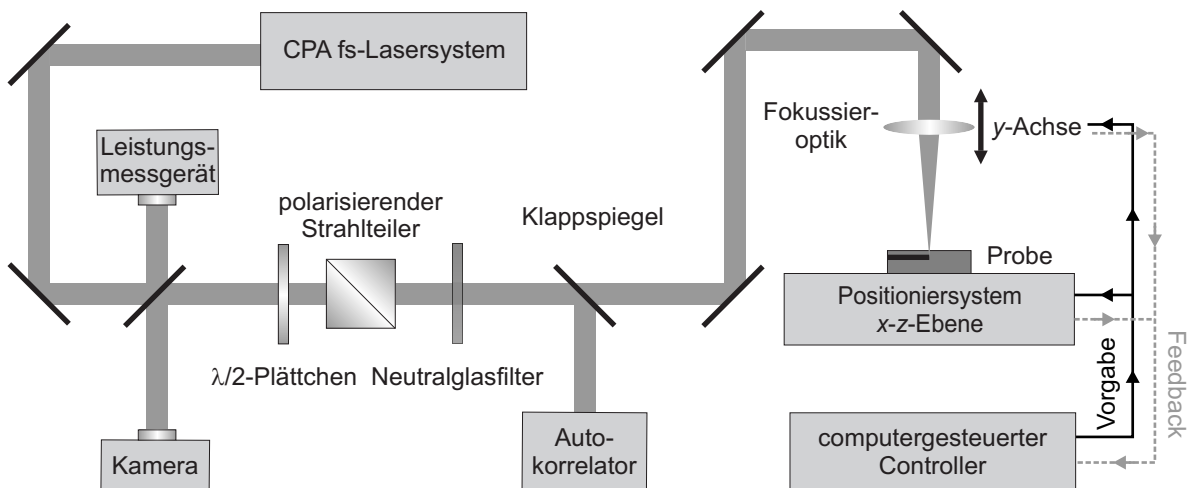 CPA fs-Lasersystem
Leistungs-
messgerät
polarisierender
Strahlteiler
Klappspiegel
Fokussier-
optik
y-Achse
Probe
Positioniersystem
x-z-Ebene
λ/2-Plättchen
Neutralglasfilter
Vorgabe
Feedback
Kamera
Auto-
korrelator
computergesteuerter
Controller